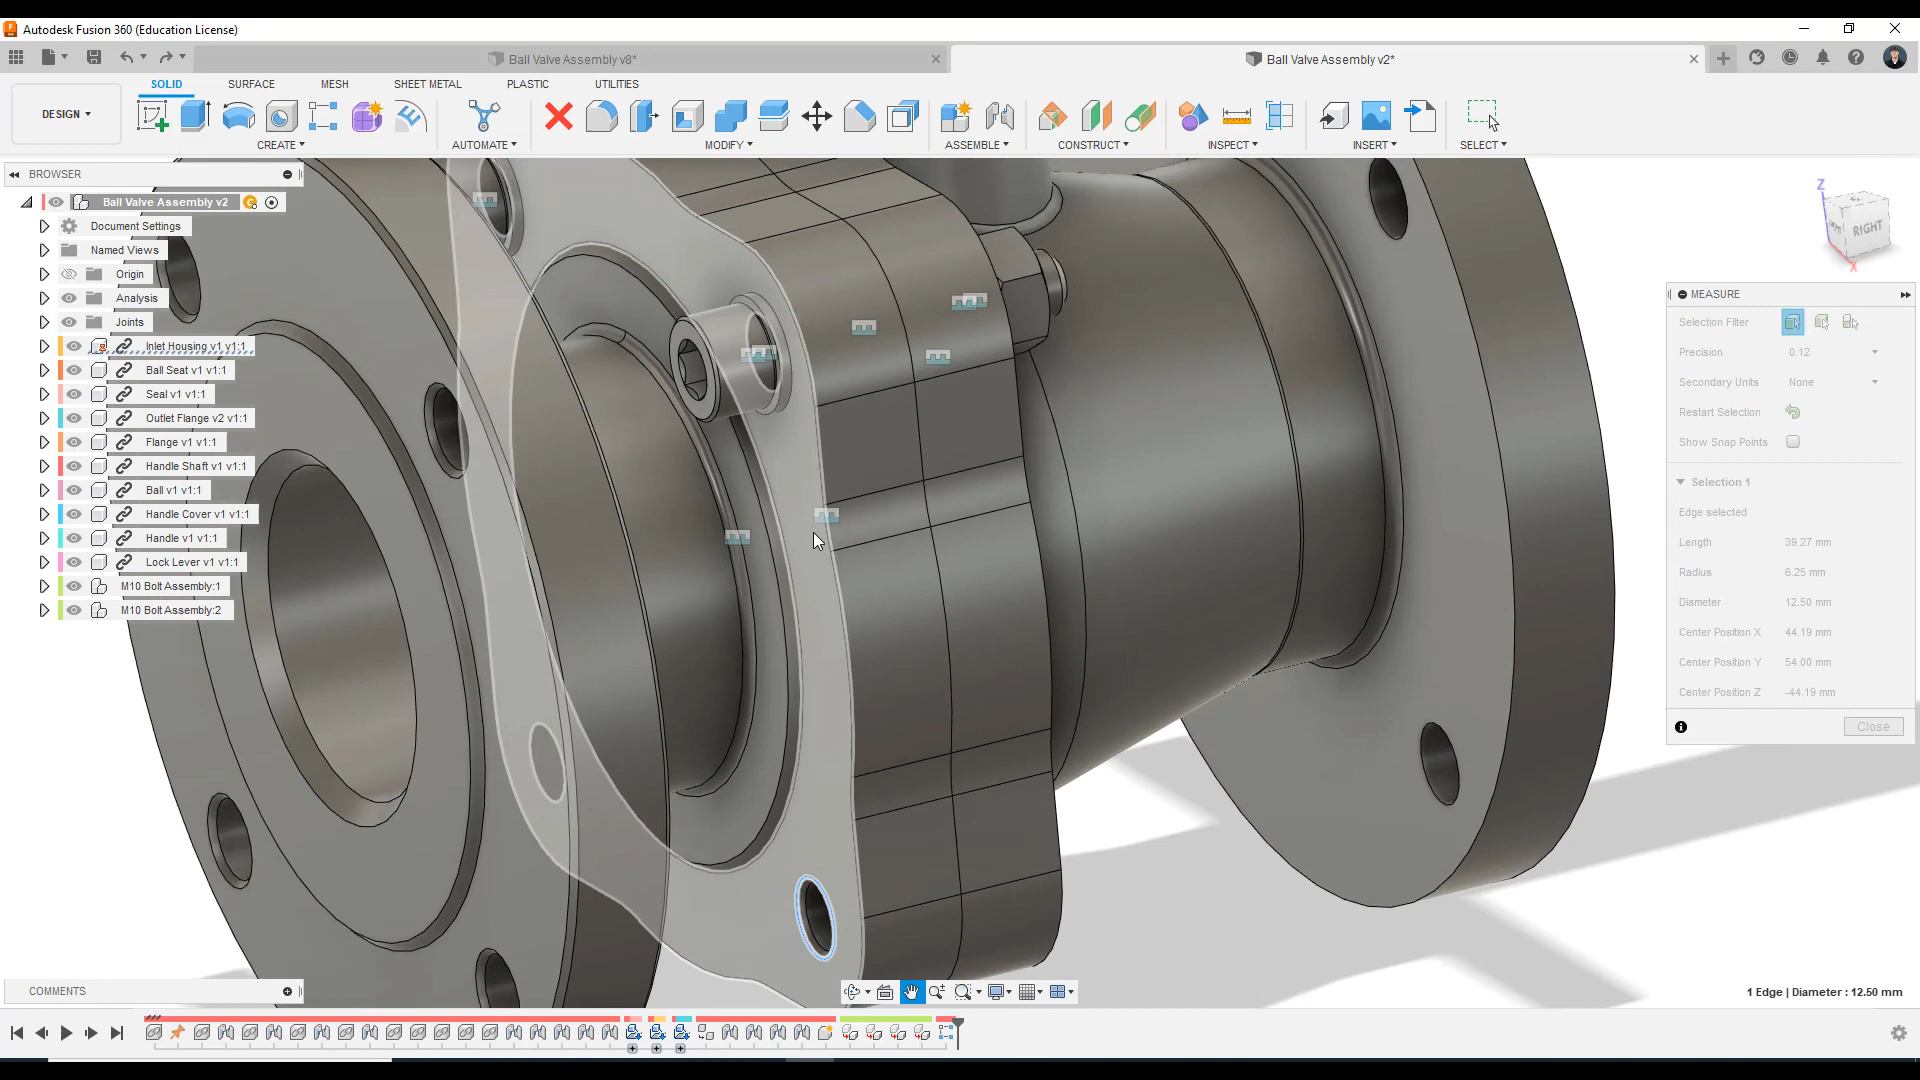 Autodesk Fusion 360 (Education License)
Ball Valve Assembly v8*
Ball Valve Assembly v2*
SOLID
SURFACE
MESH
SHEET METAL
PLASTIC
UTILITIES
DESIGN
CREATE
AUTOMATE
MODIFY
ASSEMBLE
CONSTRUCT
INSPECT
INSERT
SELECT
BROWSER
Ball Valve Assembly v2
Document Settings
Named Views
Origin
Analysis
Joints
Inlet Housing v1 v1:1
Ball Seat v1 v1:1
Seal v1 v1:1
Outlet Flange v2 v1:1
Flange v1 v1:1
Handle Shaft v1 v1:1
Ball v1 v1:1
Handle Cover v1 v1:1
Handle v1 v1:1
Lock Lever v1 v1:1
M10 Bolt Assembly:1
M10 Bolt Assembly:2
Z
RIGHT
X
MEASURE
Selection Filter
Precision 0.12
Secondary Units None
Restart Selection
Show Snap Points
Selection 1
Edge selected
Length 39.27 mm
Radius 6.25 mm
Diameter 12.50 mm
Center Position X 44.19 mm
Center Position Y 54.00 mm
Center Position Z -44.19 mm
Close
COMMENTS
1 Edge | Diameter : 12.50 mm